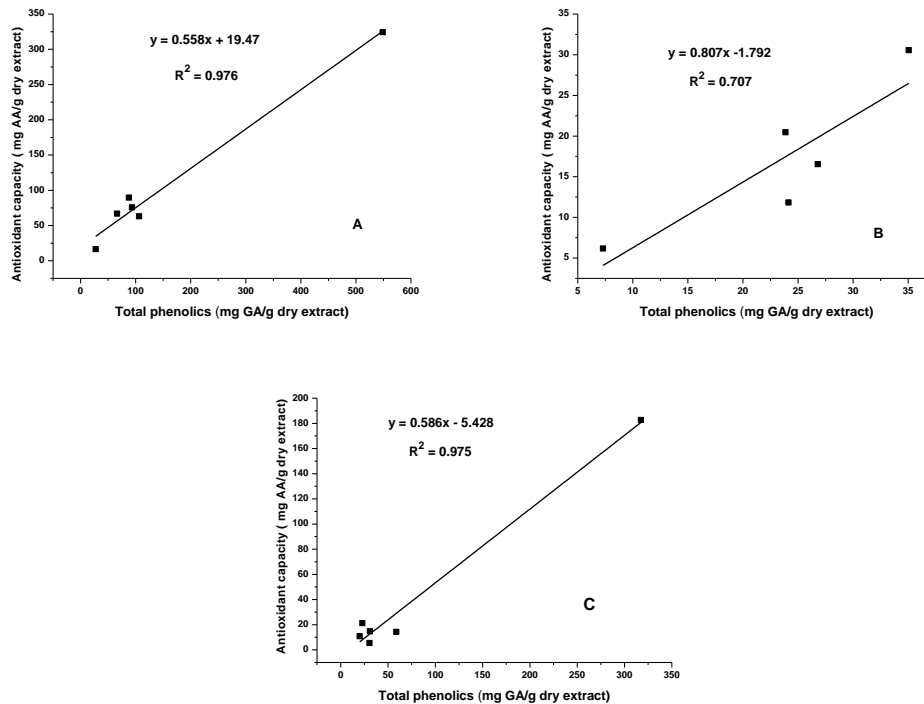 350
300
250
200
150
100
50
0
0 100 200 300 400 500 600
Antioxidant capacity ( mg AA/g dry extract)
Total phenolics (mg GA/g dry extract)
y = 0.558x + 19.47
R² = 0.976
A
35
30
25
20
15
10
5
5 10 15 20 25 30 35
Antioxidant capacity ( mg AA/g dry extract)
Total phenolics (mg GA/g dry extract)
y = 0.807x -1.792
R² = 0.707
B
200
180
160
140
120
100
80
60
40
20
0
0 50 100 150 200 250 300 350
Antioxidant capacity ( mg AA/g dry extract)
Total phenolics (mg GA/g dry extract)
y = 0.586x - 5.428
R² = 0.975
C